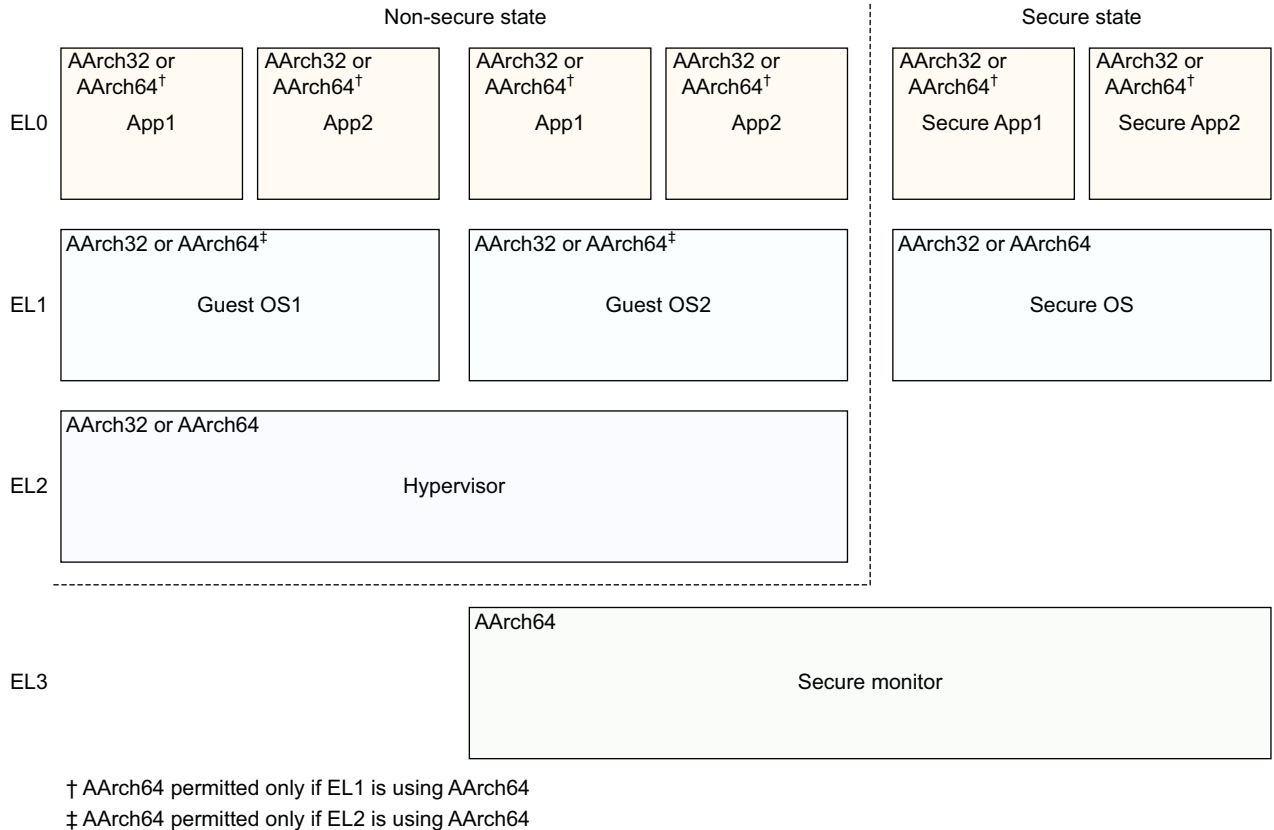 Non-secure state
Secure state
EL0
AArch32 or
AArch64†
App1
AArch32 or
AArch64†
App2
AArch32 or
AArch64†
App1
AArch32 or
AArch64†
App2
AArch32 or
AArch64†
Secure App1
AArch32 or
AArch64†
Secure App2
EL1
AArch32 or AArch64‡
Guest OS1
AArch32 or AArch64‡
Guest OS2
AArch32 or AArch64
Secure OS
EL2
AArch32 or AArch64
Hypervisor
EL3
AArch64
Secure monitor
† AArch64 permitted only if EL1 is using AArch64
‡ AArch64 permitted only if EL2 is using AArch64